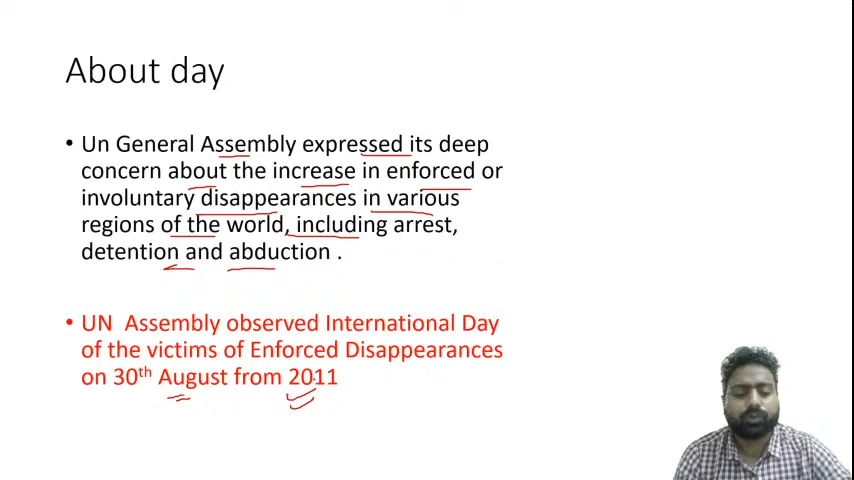 About day
• Un General Assembly expressed its deep
concern about the increase in enforced or
involuntary disappearances in various
regions of the world, including arrest,
detention and abduction .
• UN  Assembly observed International Day
of the victims of Enforced Disappearances
on 30th August from 2011